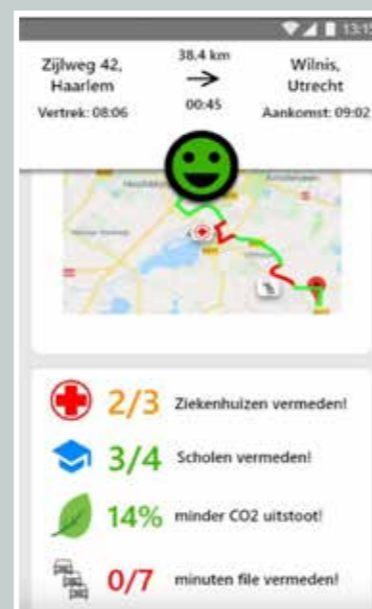 13:15
38.4 km
Zijlweg 42,
Haarlem
Wilnis,
Utrecht
00:45
Vertrek: 08:06
Aankomst: 09:02
2/3 Ziekenhuizen vermeden!
3/4 Scholen vermeden!
14% minder CO2 uitstoot!
0/7 minuten file vermeden!